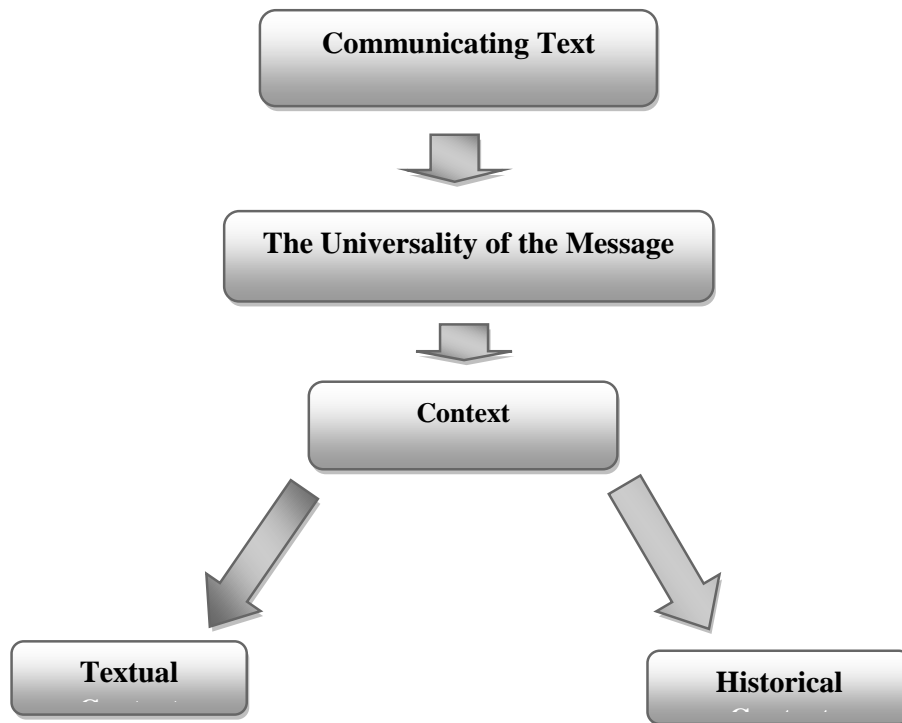 Communicating Text
The Universality of the Message
Context
Textual
Historical